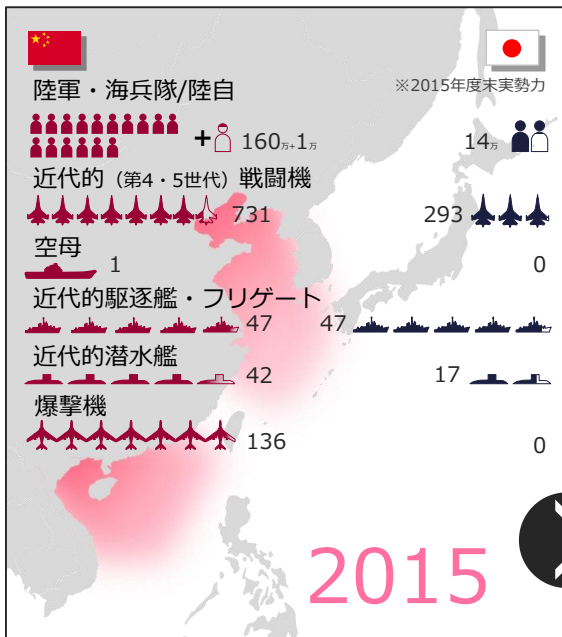 陸軍・海兵隊/陸自
※2015年度末実勢力
+ 160万+1万
14万
近代的（第4・5世代）戦闘機
731
293
空母
1
0
近代的駆逐艦・フリゲート
47
47
近代的潜水艦
42
17
爆撃機
136
0
2015